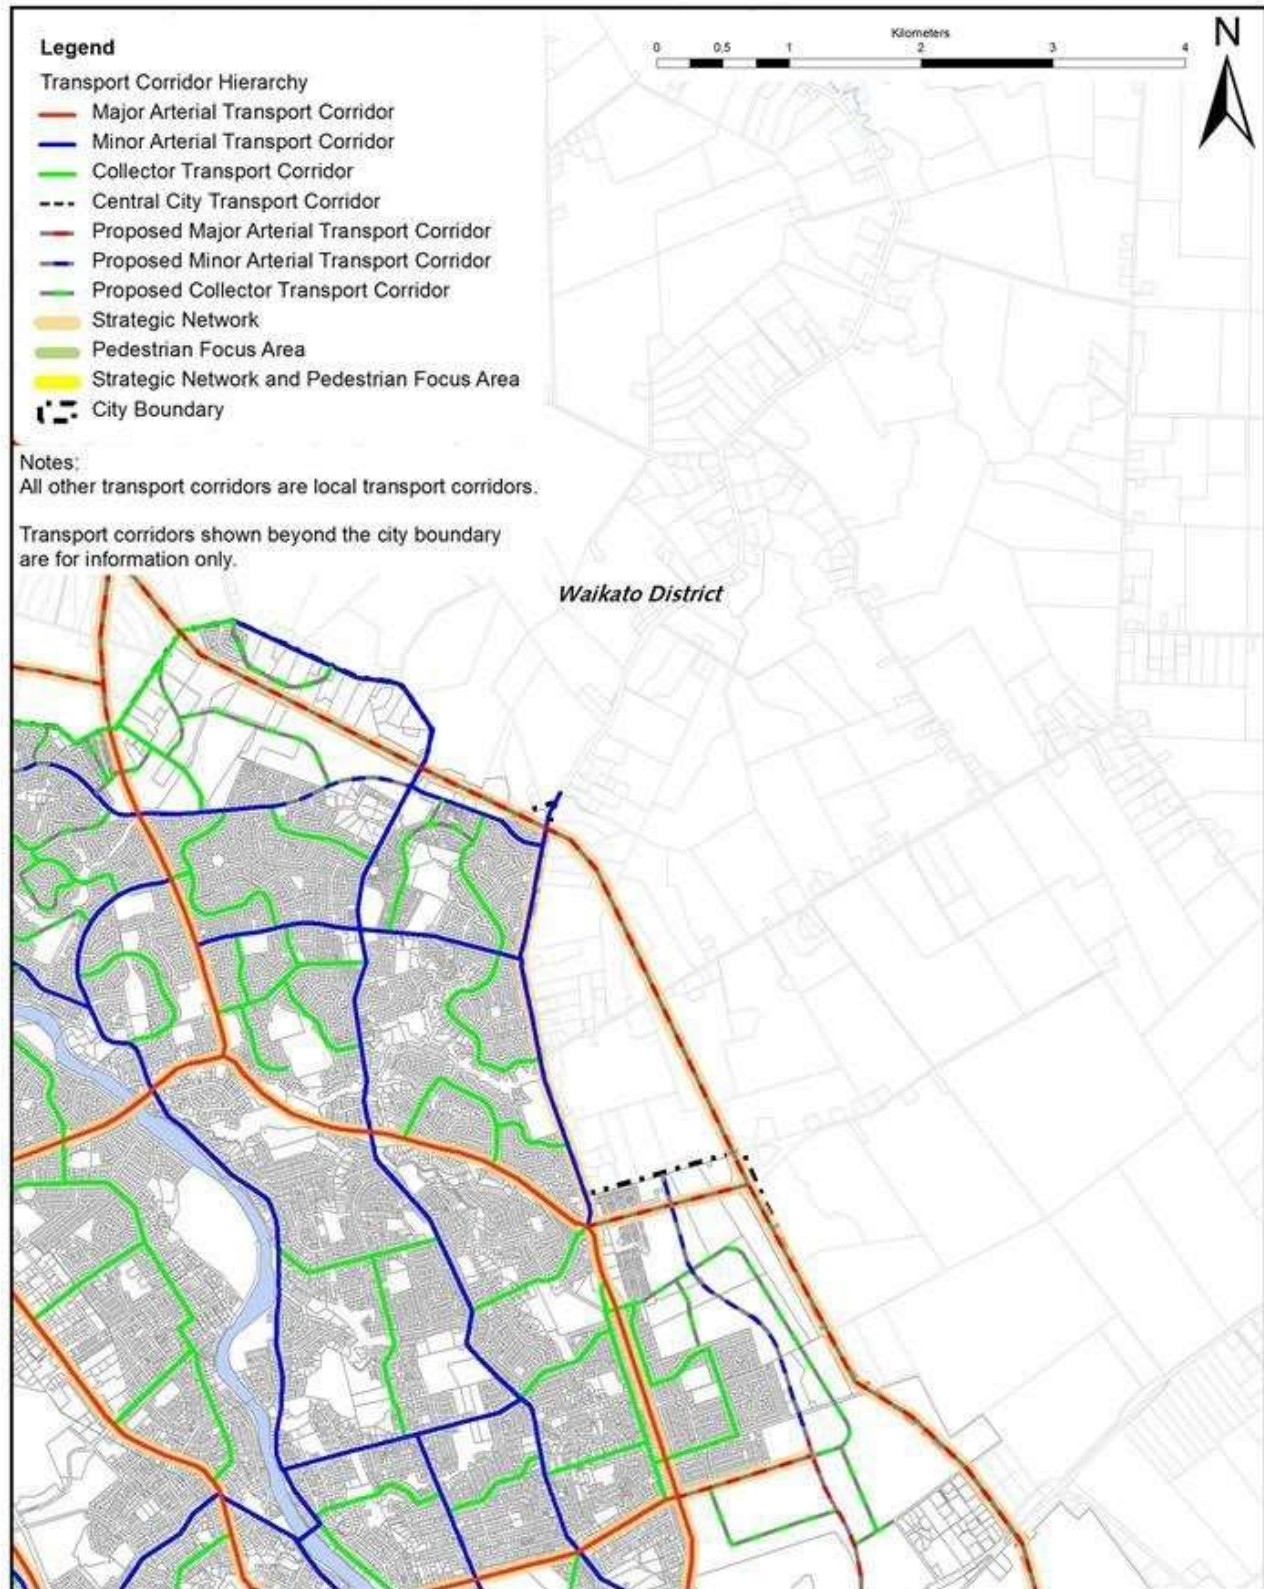 Legend
Transport Corridor Hierarchy
Major Arterial Transport Corridor
Minor Arterial Transport Corridor
Collector Transport Corridor
Central City Transport Corridor
Proposed Major Arterial Transport Corridor
Proposed Minor Arterial Transport Corridor
Proposed Collector Transport Corridor
Strategic Network
Pedestrian Focus Area
Strategic Network and Pedestrian Focus Area
City Boundary
Notes:
All other transport corridors are local transport corridors.
Transport corridors shown beyond the city boundary
are for information only.
Kilometers
0 0.5 1 2 3 4
N
Waikato District